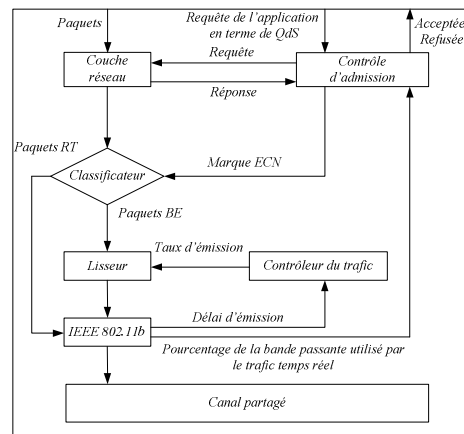 Paquets
Requête de l'application
en terme de QdS
Acceptée
Refusée
Requête
Couche
réseau
Contrôle
d'admission
Réponse
Paquets RT
Marque ECN
Classificateur
Paquets BE
Taux d'émission
Lisseur
Contrôleur du trafic
Délai d'émission
IEEE 802.11b
Pourcentage de la bande passante utilisé par
le trafic temps réel
Canal partagé